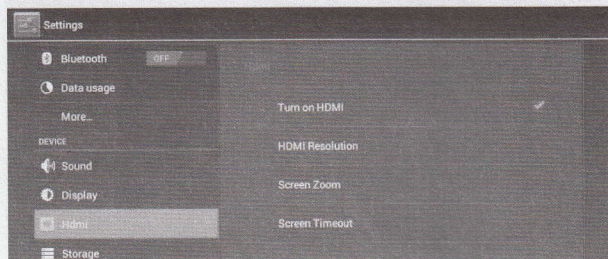 Settings
Bluetooth OFF
Data usage
More...
DEVICE
Sound
Display
Hdmi
Storage
Turn on HDMI
HDMI Resolution
Screen Zoom
Screen Timeout